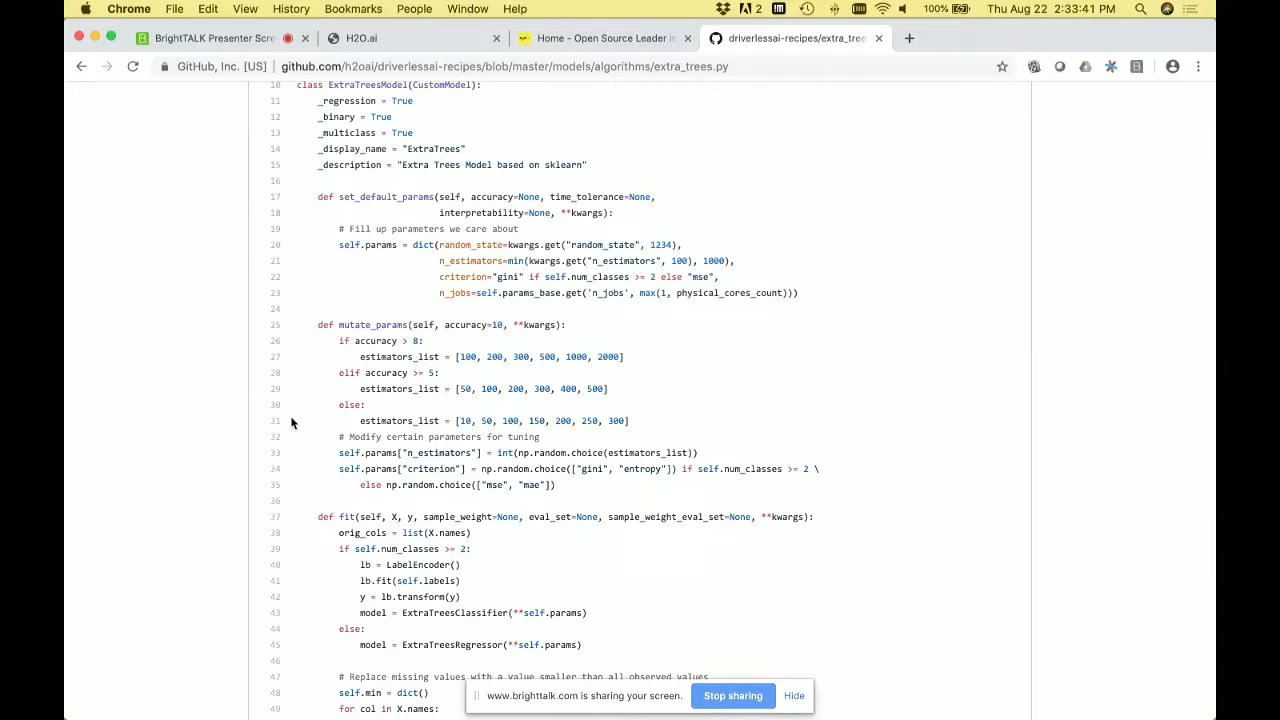 Chrome File Edit View History Bookmarks People Window Help 2 100% Thu Aug 22 2:33:41 PM
BrightTALK Presenter Scre × H2O.ai × Home - Open Source Leader in × driverlessai-recipes/extra_tree × +
GitHub, Inc. [US] | github.com/h2oai/driverlessai-recipes/blob/master/models/algorithms/extra_trees.py
10 class ExtraTreesModel(CustomModel):
11 _regression = True
12 _binary = True
13 _multiclass = True
14 _display_name = "ExtraTrees"
15 _description = "Extra Trees Model based on sklearn"
16
17 def set_default_params(self, accuracy=None, time_tolerance=None,
18 interpretability=None, **kwargs):
19 # Fill up parameters we care about
20 self.params = dict(random_state=kwargs.get("random_state", 1234),
21 n_estimators=min(kwargs.get("n_estimators", 100), 1000),
22 criterion="gini" if self.num_classes >= 2 else "mse",
23 n_jobs=self.params_base.get('n_jobs', max(1, physical_cores_count)))
24
25 def mutate_params(self, accuracy=10, **kwargs):
26 if accuracy > 8:
27 estimators_list = [100, 200, 300, 500, 1000, 2000]
28 elif accuracy >= 5:
29 estimators_list = [50, 100, 200, 300, 400, 500]
30 else:
31 estimators_list = [10, 50, 100, 150, 200, 250, 300]
32 # Modify certain parameters for tuning
33 self.params["n_estimators"] = int(np.random.choice(estimators_list))
34 self.params["criterion"] = np.random.choice(["gini", "entropy"]) if self.num_classes >= 2 \
35 else np.random.choice(["mse", "mae"])
36
37 def fit(self, X, y, sample_weight=None, eval_set=None, sample_weight_eval_set=None, **kwargs):
38 orig_cols = list(X.names)
39 if self.num_classes >= 2:
40 lb = LabelEncoder()
41 lb.fit(self.labels)
42 y = lb.transform(y)
43 model = ExtraTreesClassifier(**self.params)
44 else:
45 model = ExtraTreesRegressor(**self.params)
46
47 # Replace missing values with a value smaller than all observed values
48 self.min = dict()
49 for col in X.names:
www.brighttalk.com is sharing your screen. Stop sharing Hide